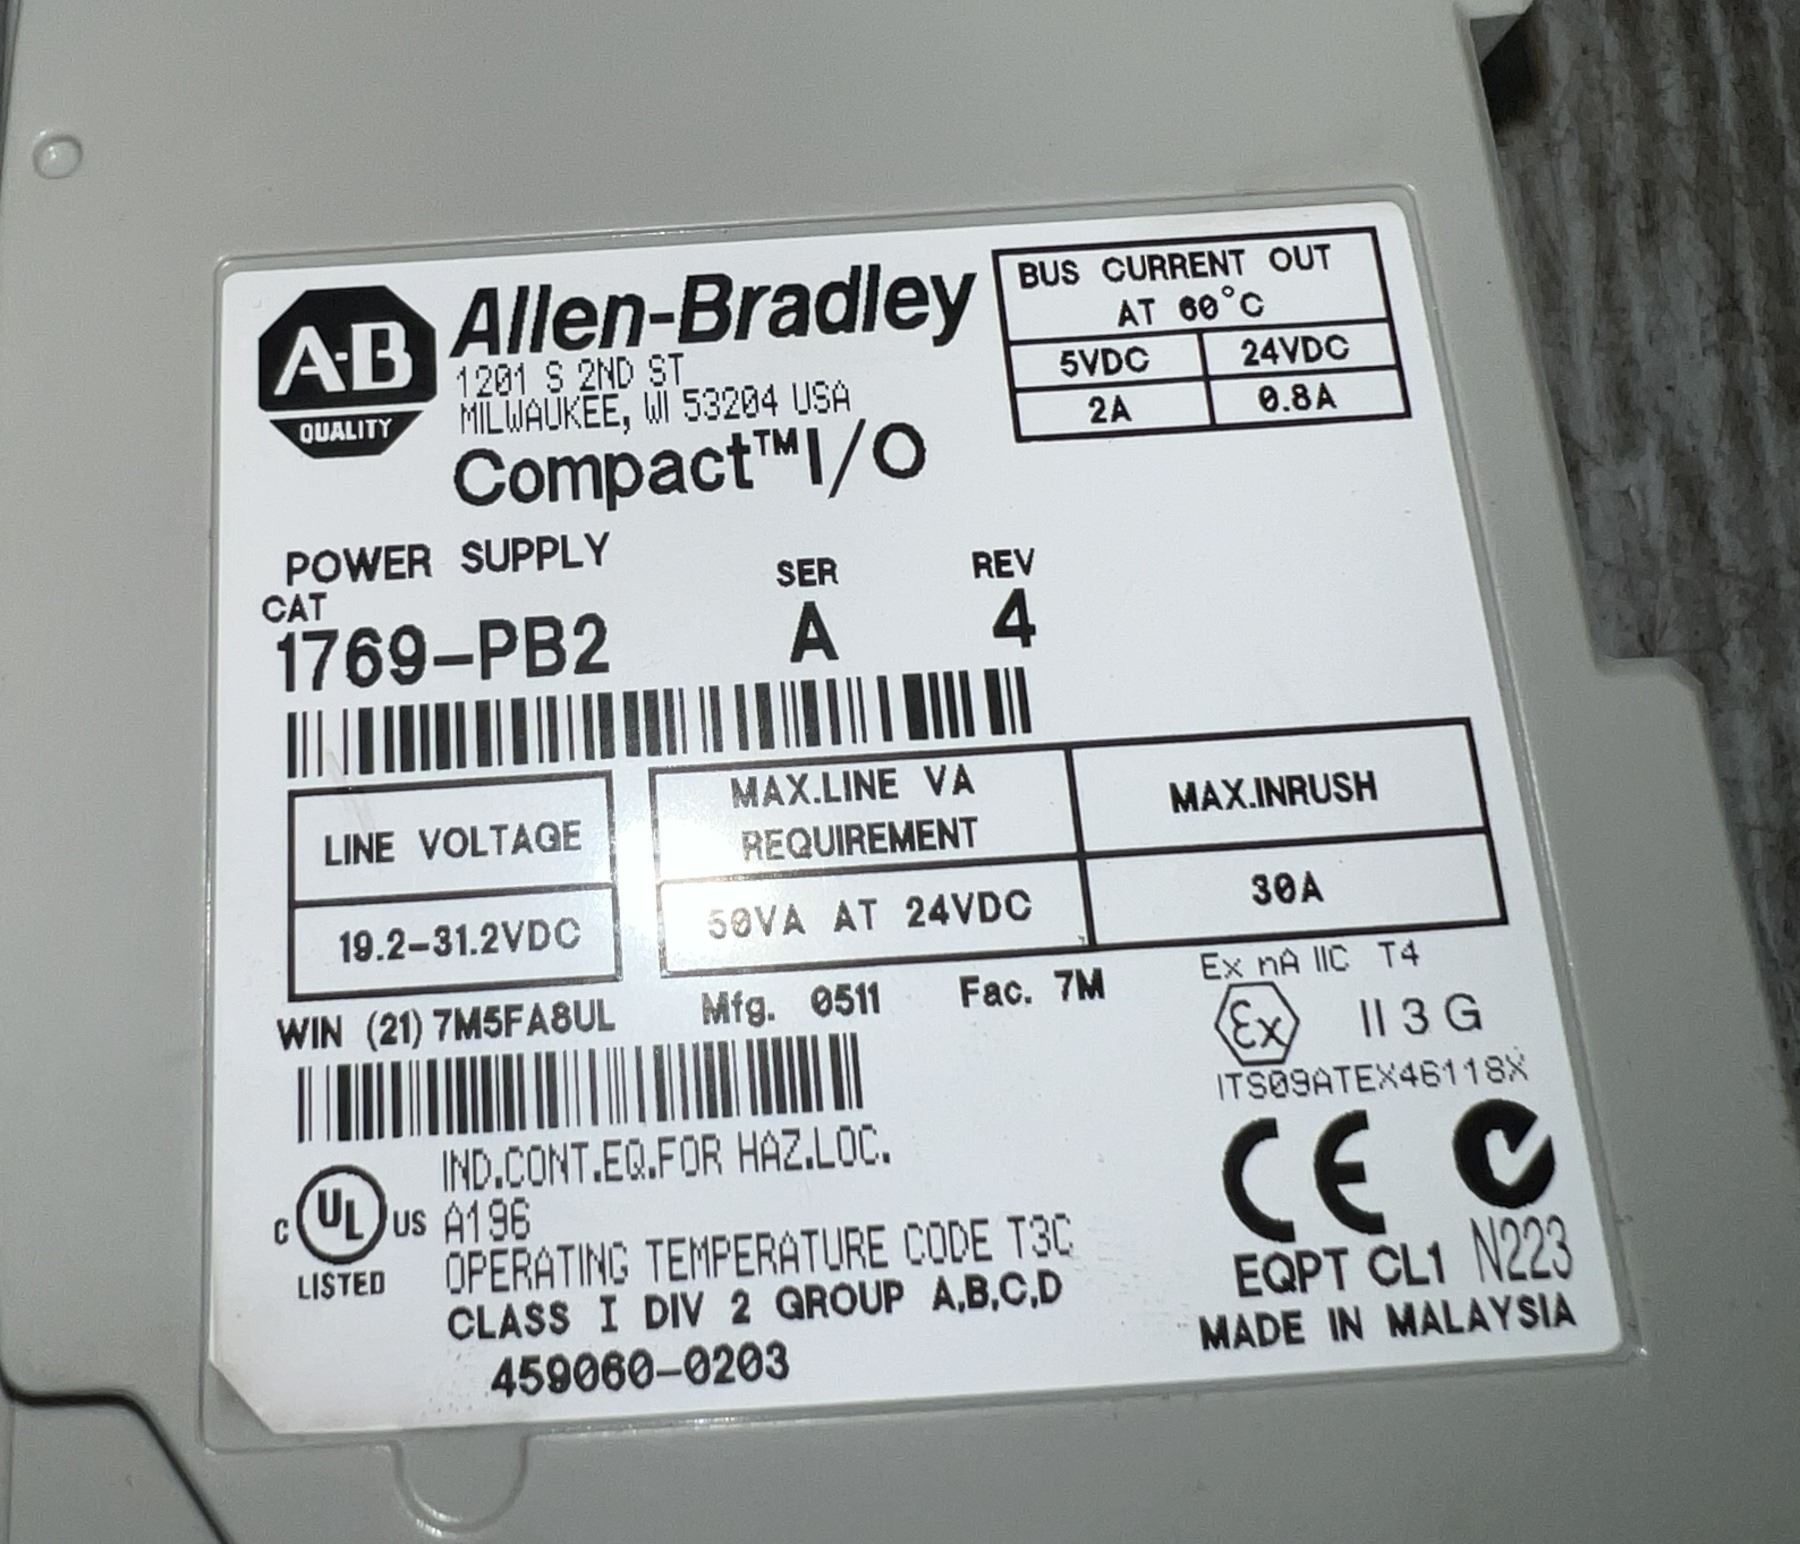 A-B
QUALITY
Allen-Bradley
1201 S 2ND ST
MILWAUKEE, WI 53204 USA
Compact™ I/O
BUS CURRENT OUT
AT 60°C
5VDC 24VDC
2A 0.8A
POWER SUPPLY
SER REV
CAT
1769-PB2 A 4
LINE VOLTAGE
19.2-31.2VDC
MAX.LINE VA
REQUIREMENT
50VA AT 24VDC
MAX.INRUSH
30A
WIN (21) 7M5FA8UL Mfg. 0511 Fac. 7M
Ex nA IIC T4
Ex II 3 G
ITS09ATEX46118X
C UL US
LISTED
IND.CONT.EQ.FOR HAZ.LOC.
A196
OPERATING TEMPERATURE CODE T3C
CLASS I DIV 2 GROUP A,B,C,D
459060-0203
CE
EQPT CL1 N223
MADE IN MALAYSIA